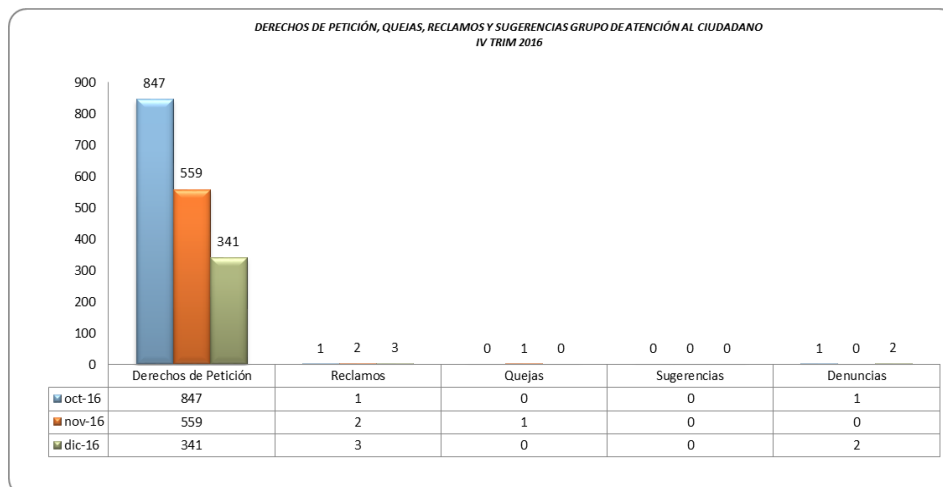 DERECHOS DE PETICIÓN, QUEJAS, RECLAMOS Y SUGERENCIAS GRUPO DE ATENCIÓN AL CIUDADANO
IV TRIM 2016
900
800
700
600
500
400
300
200
100
0
847
559
341
1 2 3
0 1 0
0 0 0
1 0 2
Derechos de Petición Reclamos Quejas Sugerencias Denuncias
oct-16 847 1 0 0 1
nov-16 559 2 1 0 0
dic-16 341 3 0 0 2